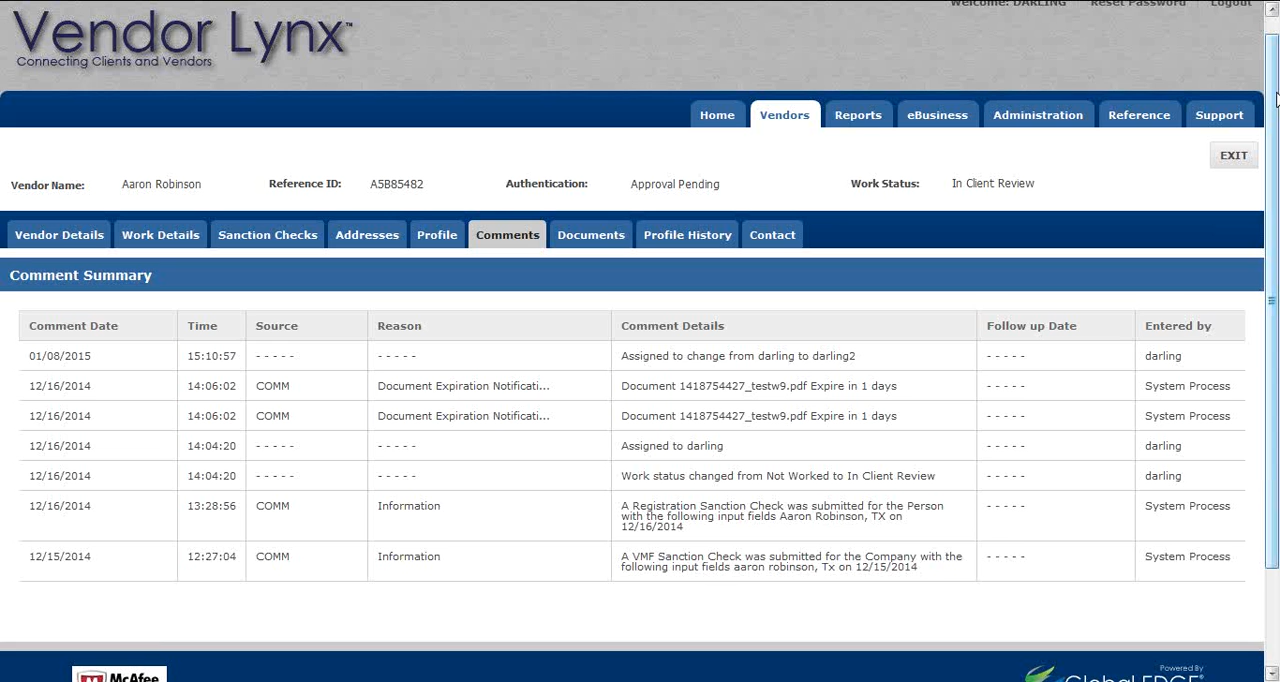 Welcome: DARLING Reset Password Logout
Vendor Lynx™
Connecting Clients and Vendors
Home Vendors Reports eBusiness Administration Reference Support
EXIT
Vendor Name: Aaron Robinson Reference ID: A5B85482 Authentication: Approval Pending Work Status: In Client Review
Vendor Details Work Details Sanction Checks Addresses Profile Comments Documents Profile History Contact
Comment Summary
Comment Date Time Source Reason Comment Details Follow up Date Entered by
01/08/2015 15:10:57 - - - - - - - - - - Assigned to change from darling to darling2 - - - - - darling
12/16/2014 14:06:02 COMM Document Expiration Notificati... Document 1418754427_testw9.pdf Expire in 1 days - - - - - System Process
12/16/2014 14:06:02 COMM Document Expiration Notificati... Document 1418754427_testw9.pdf Expire in 1 days - - - - - System Process
12/16/2014 14:04:20 - - - - - - - - - - Assigned to darling - - - - - darling
12/16/2014 14:04:20 - - - - - - - - - - Work status changed from Not Worked to In Client Review - - - - - darling
12/16/2014 13:28:56 COMM Information A Registration Sanction Check was submitted for the Person - - - - - System Process
with the following input fields Aaron Robinson, TX on
12/16/2014
12/15/2014 12:27:04 COMM Information A VMF Sanction Check was submitted for the Company with the - - - - - System Process
following input fields aaron robinson, Tx on 12/15/2014
McAfee
Powered By
Global EDGE®